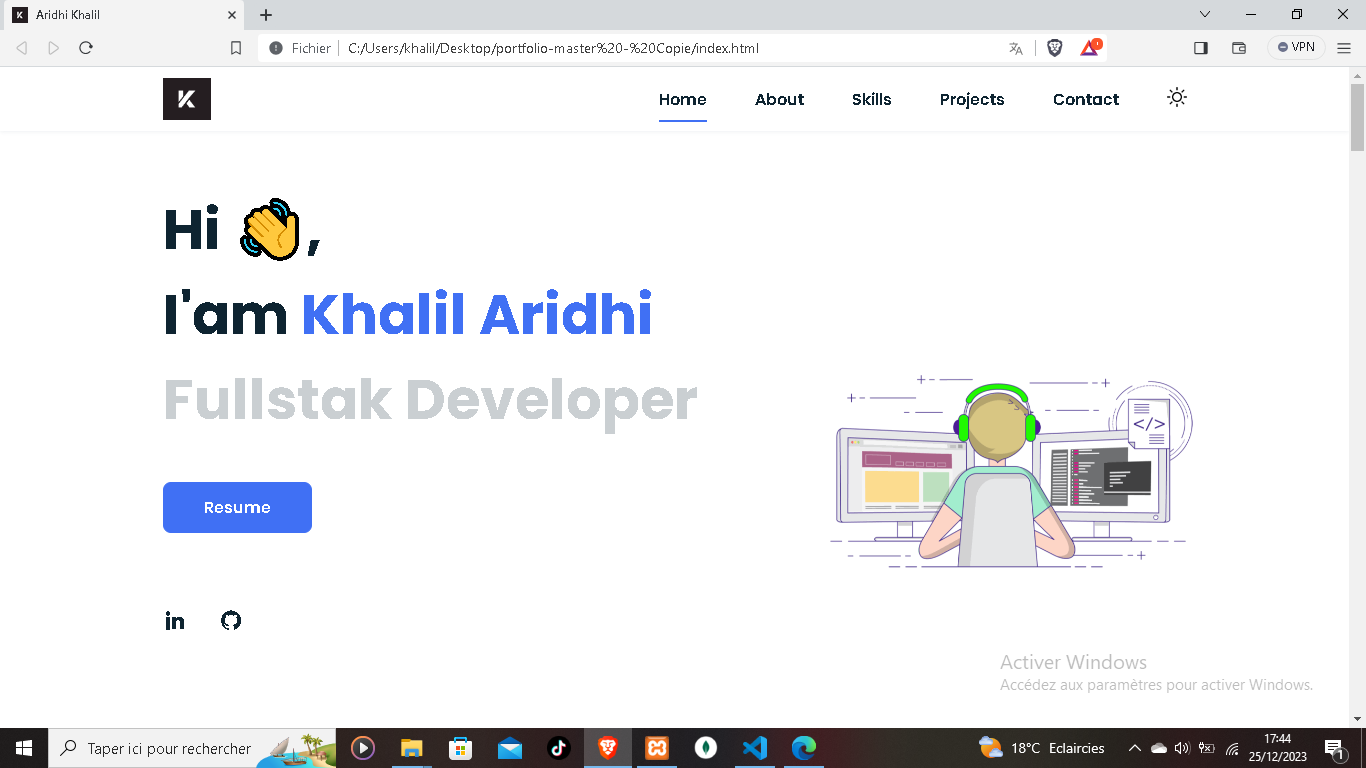 Aridhi Khalil
Fichier
C:/Users/khalil/Desktop/portfolio-master%20-%20Copie/index.html
VPN
K
Home
About
Skills
Projects
Contact
Hi 👋,
I'am Khalil Aridhi
Fullstak Developer
</>
Resume
in
Activer Windows
Accédez aux paramètres pour activer Windows.
Taper ici pour rechercher
18°C Eclaircies
17:44
25/12/2023
1